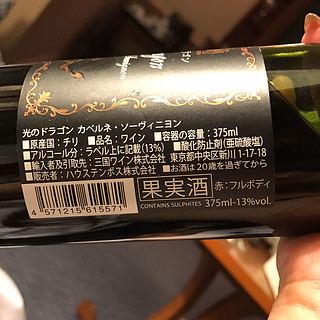 光のドラゴン カベルネ・ソーヴィニヨン
■原産国：チリ ■品名：ワイン ■容器の容量：375ml
■アルコール分：ラベル上に記載(13%) ■酸化防止剤(亜硫酸塩)
■輸入者及び引取先：三国ワイン株式会社 東京都中央区新川1-17-18
■販売者：ハウステンボス株式会社 ■お酒は20歳を過ぎてから
4 571215 615571
果実酒 赤：フルボディ
CONTAINS SULPHITES 375ml-13%vol.